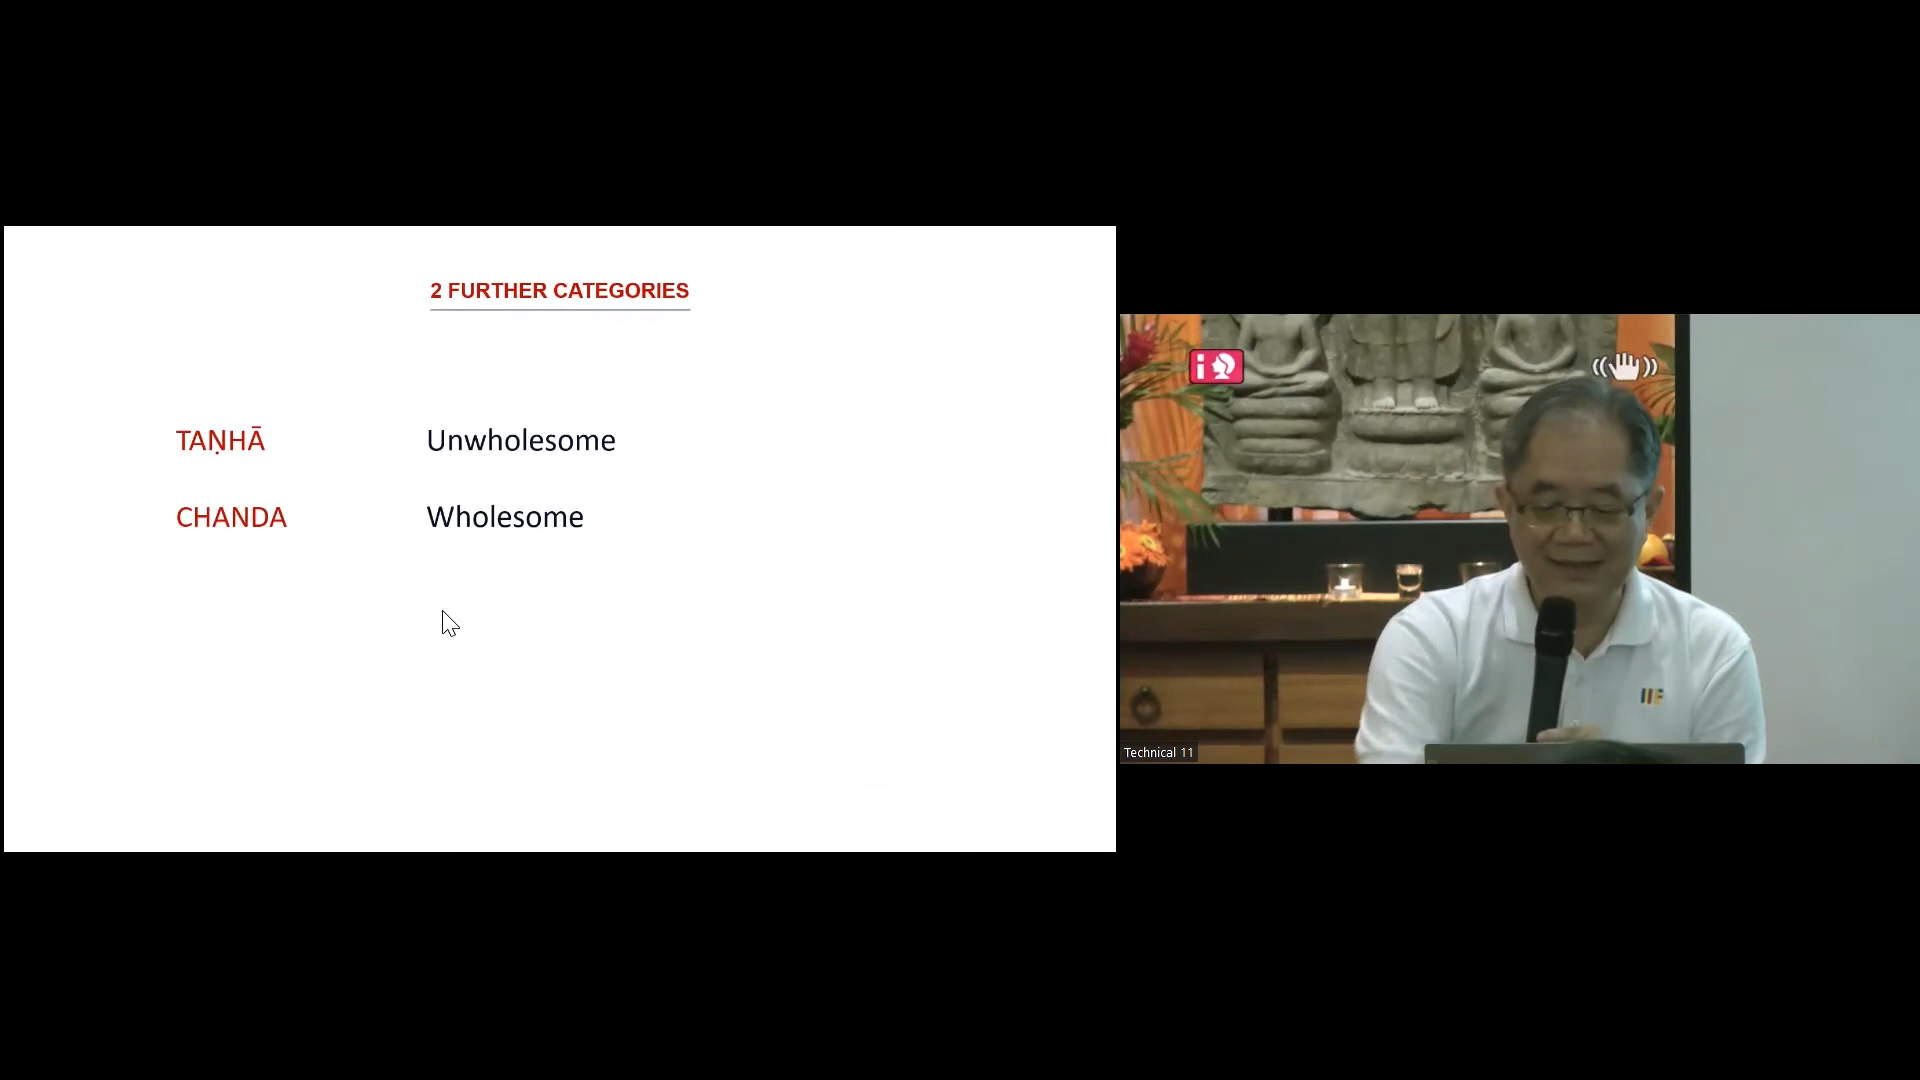 2 FURTHER CATEGORIES
TAṆHĀ Unwholesome
CHANDA Wholesome
Technical 11